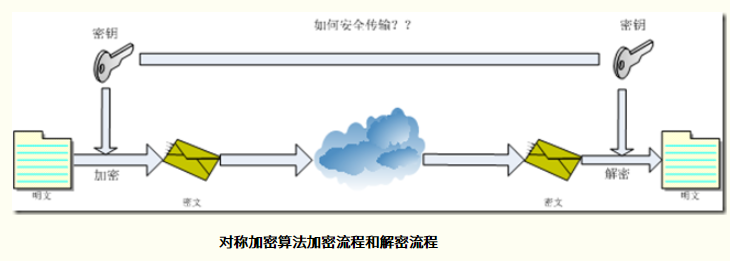 如何安全传输？？
密钥
密钥
加密
解密
明文
密文
密文
明文
对称加密算法加密流程和解密流程